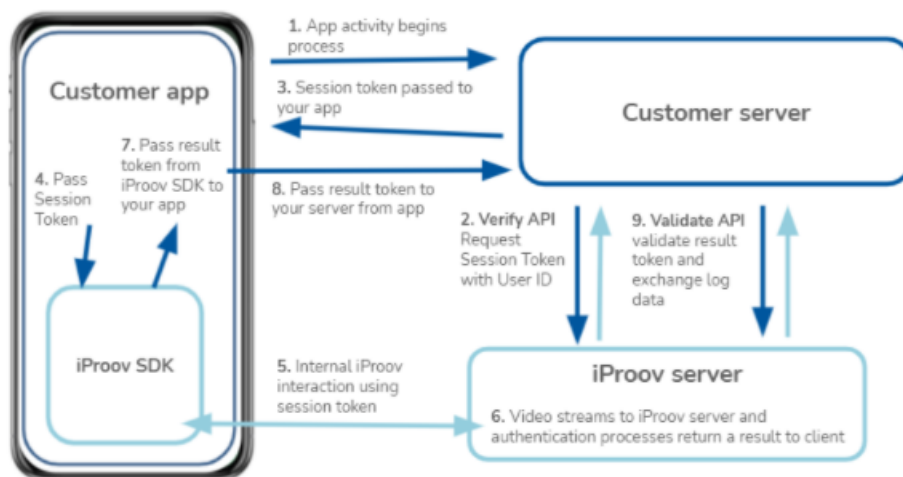 1. App activity begins
process
Customer app
3. Session token passed to
your app
Customer server
7. Pass result
token from
iProov SDK to
your app
4. Pass
Session
Token
8. Pass result token to
your server from app
2. Verify API
Request
Session Token
with User ID
9. Validate API
validate result
token and
exchange log
data
iProov SDK
5. Internal iProov
interaction using
session token
iProov server
6. Video streams to iProov server and
authentication processes return a result to client